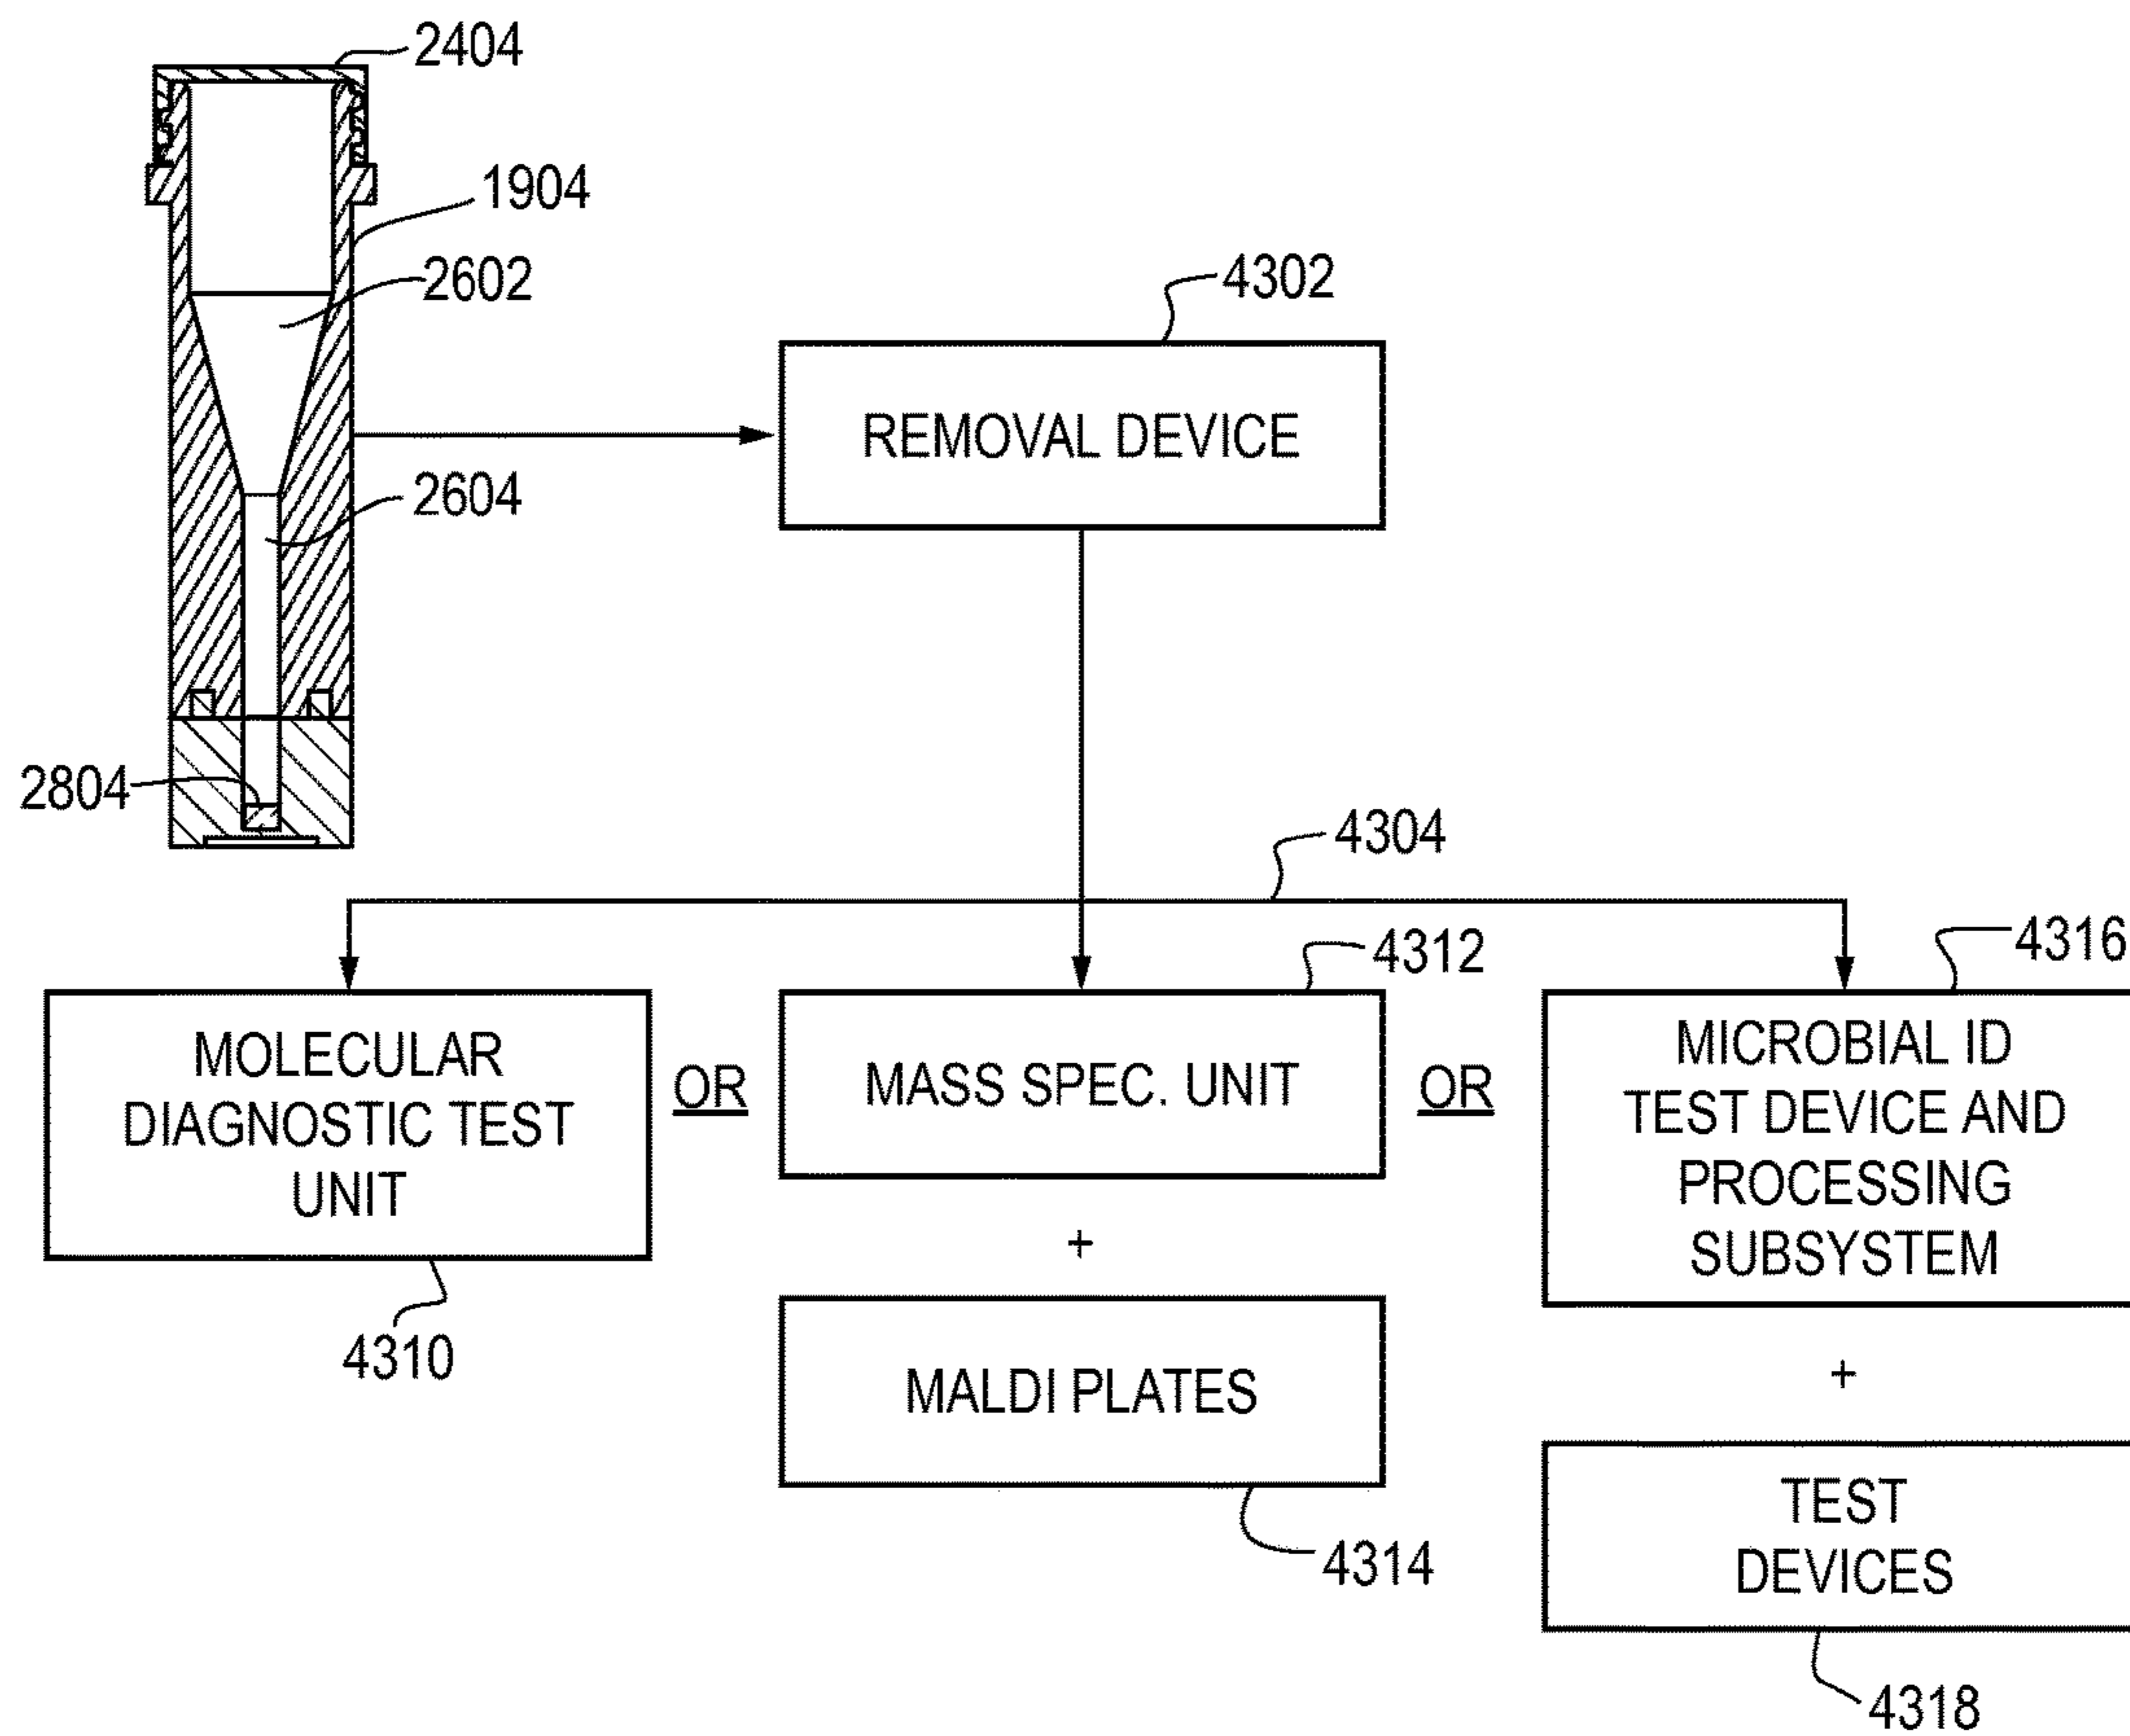 2404
1904
2602
4302
REMOVAL DEVICE
2604
2804
4304
4312
4316
MOLECULAR
DIAGNOSTIC TEST
UNIT
OR
MASS SPEC. UNIT
OR
MICROBIAL ID
TEST DEVICE AND
PROCESSING
SUBSYSTEM
+
4310
MALDI PLATES
+
4314
TEST
DEVICES
4318